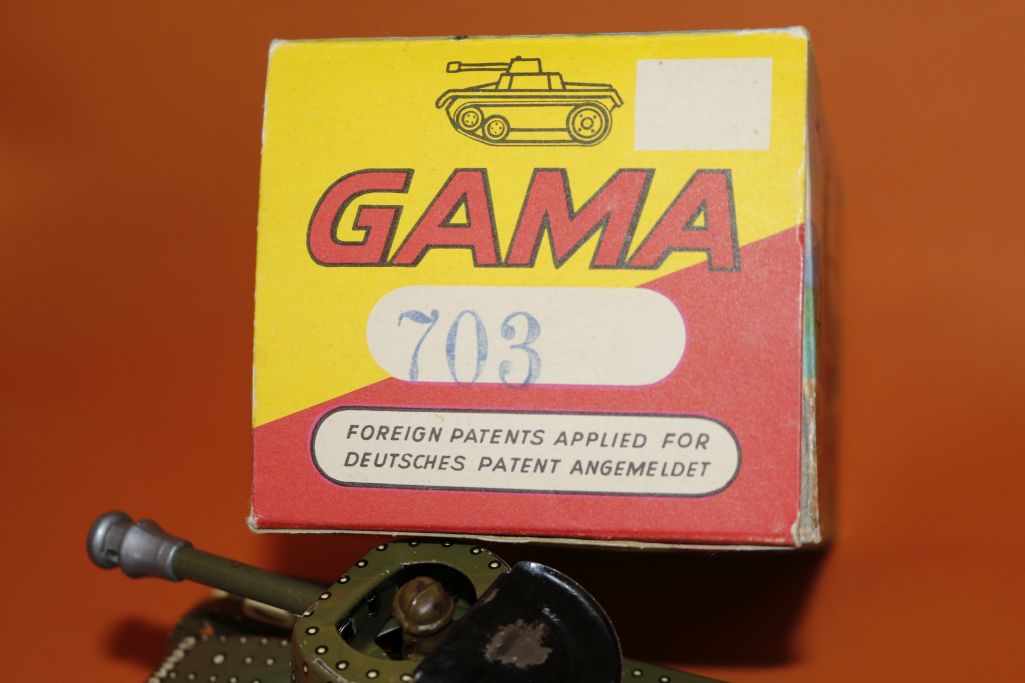 GAMA
703
FOREIGN PATENTS APPLIED FOR
DEUTSCHES PATENT ANGEMELDET